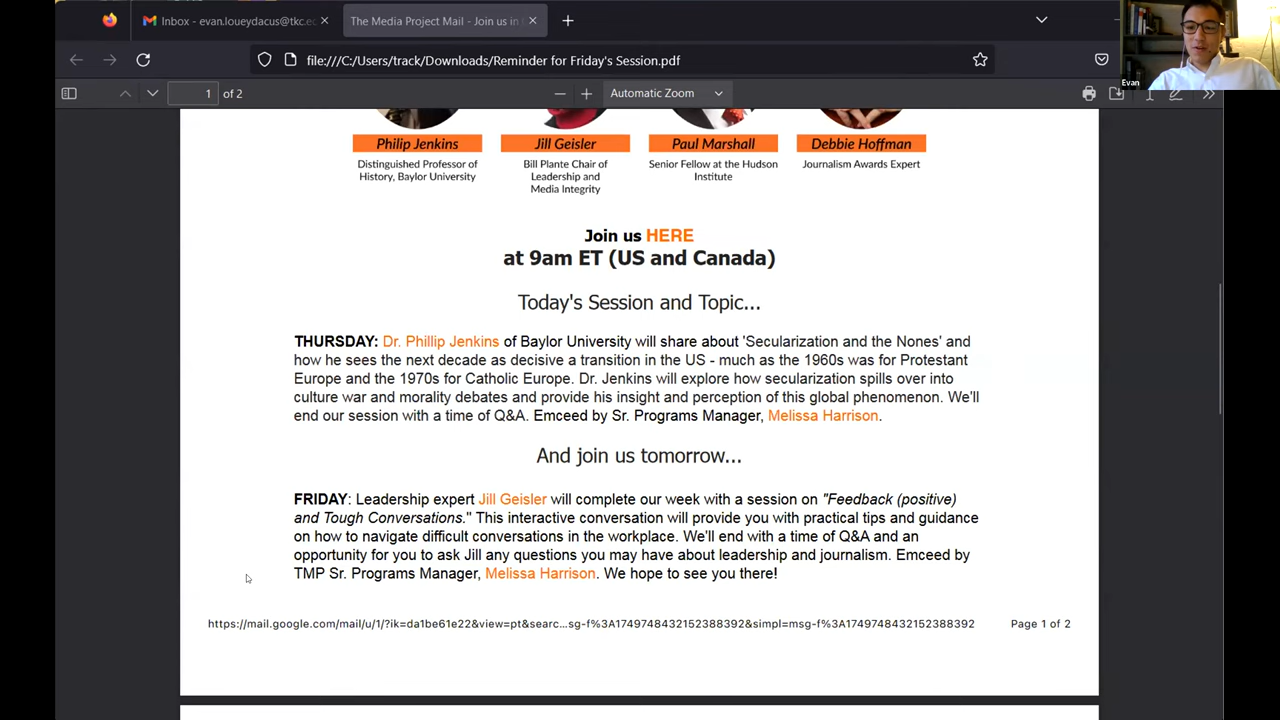 Inbox - evan.loueydacus@tkc.ec
The Media Project Mail - Join us in
file:///C:/Users/track/Downloads/Reminder for Friday's Session.pdf
Evan
1 of 2
Automatic Zoom
Philip Jenkins
Distinguished Professor of
History, Baylor University
Jill Geisler
Bill Plante Chair of
Leadership and
Media Integrity
Paul Marshall
Senior Fellow at the Hudson
Institute
Debbie Hoffman
Journalism Awards Expert
Join us HERE
at 9am ET (US and Canada)
Today's Session and Topic...
THURSDAY: Dr. Phillip Jenkins of Baylor University will share about 'Secularization and the Nones' and
how he sees the next decade as decisive a transition in the US - much as the 1960s was for Protestant
Europe and the 1970s for Catholic Europe. Dr. Jenkins will explore how secularization spills over into
culture war and morality debates and provide his insight and perception of this global phenomenon. We'll
end our session with a time of Q&A. Emceed by Sr. Programs Manager, Melissa Harrison.
And join us tomorrow...
FRIDAY: Leadership expert Jill Geisler will complete our week with a session on "Feedback (positive)
and Tough Conversations." This interactive conversation will provide you with practical tips and guidance
on how to navigate difficult conversations in the workplace. We'll end with a time of Q&A and an
opportunity for you to ask Jill any questions you may have about leadership and journalism. Emceed by
TMP Sr. Programs Manager, Melissa Harrison. We hope to see you there!
https://mail.google.com/mail/u/1/?ik=da1be61e22&view=pt&searc...sg-f%3A1749748432152388392&simpl=msg-f%3A1749748432152388392
Page 1 of 2